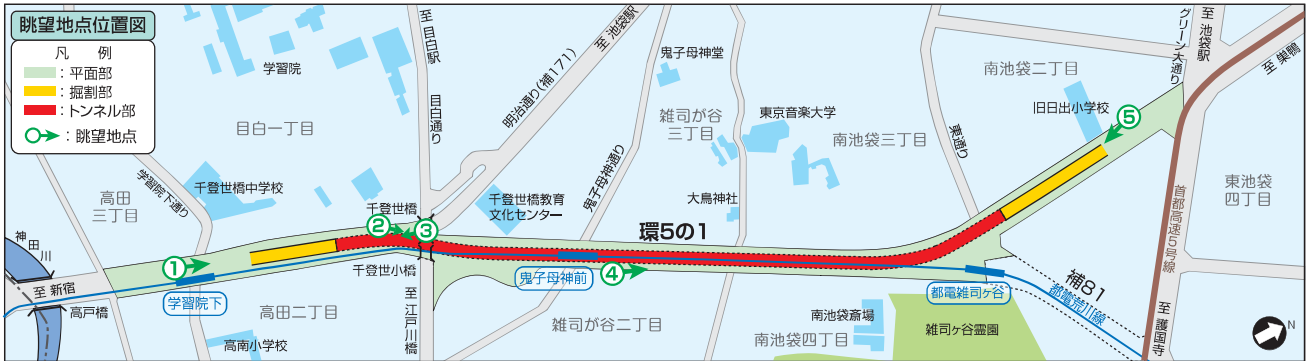 眺望地点位置図
凡　例
：平面部
：掘割部
：トンネル部
：眺望地点
学習院
目白一丁目
至 目白駅
目白通り
至 池袋駅
明治通り(補171)
鬼子母神堂
雑司が谷
三丁目
東京音楽大学
南池袋三丁目
東通り
南池袋二丁目
旧日出小学校
グリーン大通り
至 池袋駅
至 巣鴨
⑤
首都高速5号線
東池袋
四丁目
高田
三丁目
学習院下通り
千登世橋中学校
千登世橋
②
③
千登世橋教育
文化センター
鬼子母神通り
大鳥神社
環5の1
神田川
至 新宿
高戸橋
①
学習院下
千登世小橋
高田二丁目
高南小学校
至 江戸川橋
鬼子母神前
④
雑司が谷二丁目
南池袋斎場
南池袋四丁目
都電雑司ヶ谷
雑司ヶ谷霊園
補81
都電荒川線
至 護国寺
N